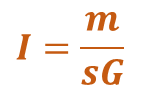 I = m/sG